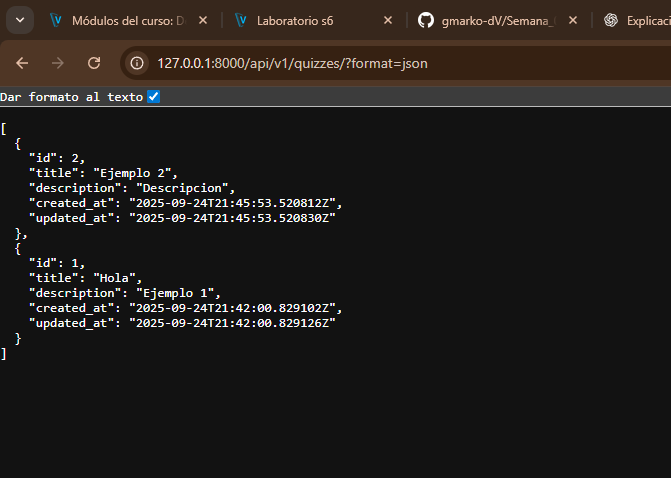 Módulos del curso: D
Laboratorio s6
gmarko-dV/Semana_
Explicaci
127.0.0.1:8000/api/v1/quizzes/?format=json
Dar formato al texto
[
  {
    "id": 2,
    "title": "Ejemplo 2",
    "description": "Descripcion",
    "created_at": "2025-09-24T21:45:53.520812Z",
    "updated_at": "2025-09-24T21:45:53.520830Z"
  },
  {
    "id": 1,
    "title": "Hola",
    "description": "Ejemplo 1",
    "created_at": "2025-09-24T21:42:00.829102Z",
    "updated_at": "2025-09-24T21:42:00.829126Z"
  }
]